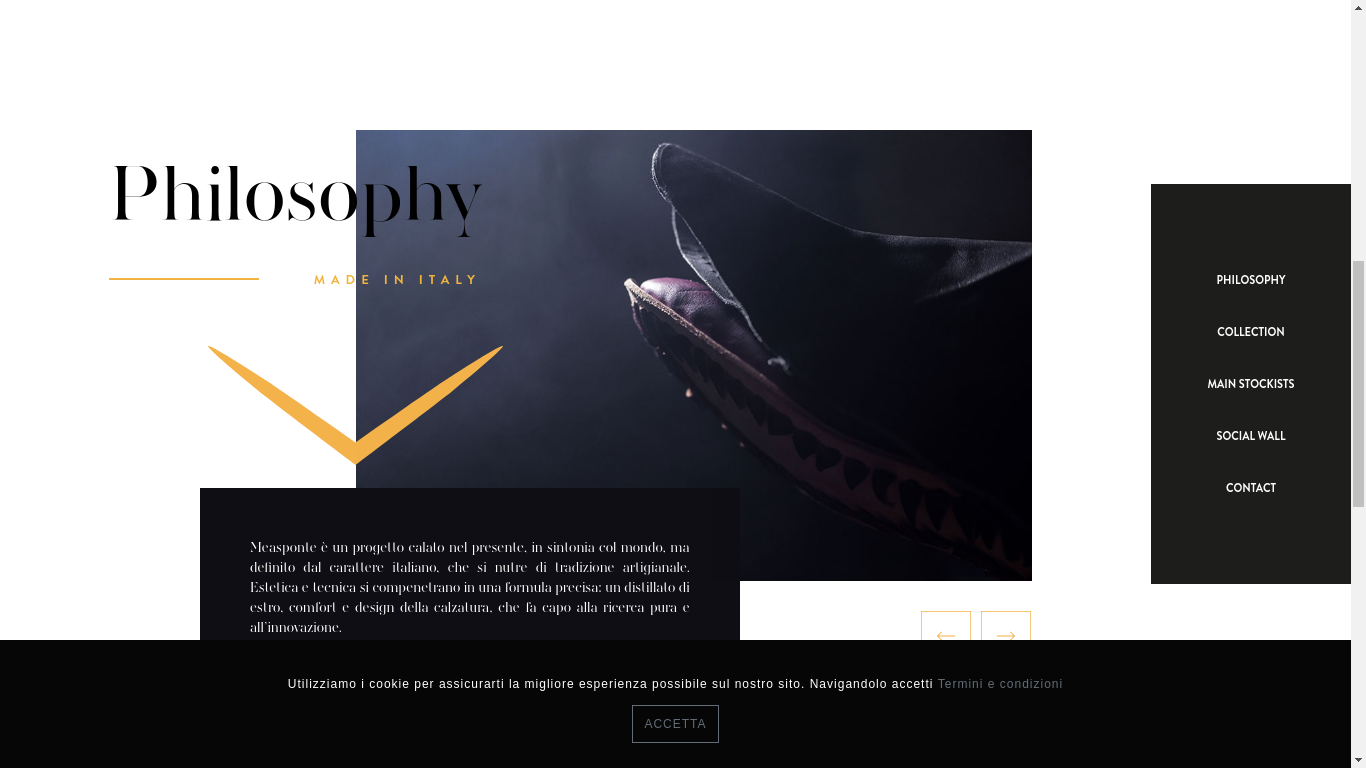 Philosophy
MADE IN ITALY
PHILOSOPHY
COLLECTION
MAIN STOCKISTS
SOCIAL WALL
CONTACT
Measponte è un progetto calato nel presente, in sintonia col mondo, ma
definito dal carattere italiano, che si nutre di tradizione artigianale.
Estetica e tecnica si compenetrano in una formula precisa: un distillato di
estro, comfort e design della calzatura, che fa capo alla ricerca pura e
all'innovazione.
Utilizziamo i cookie per assicurarti la migliore esperienza possibile sul nostro sito. Navigandolo accetti Termini e condizioni
ACCETTA